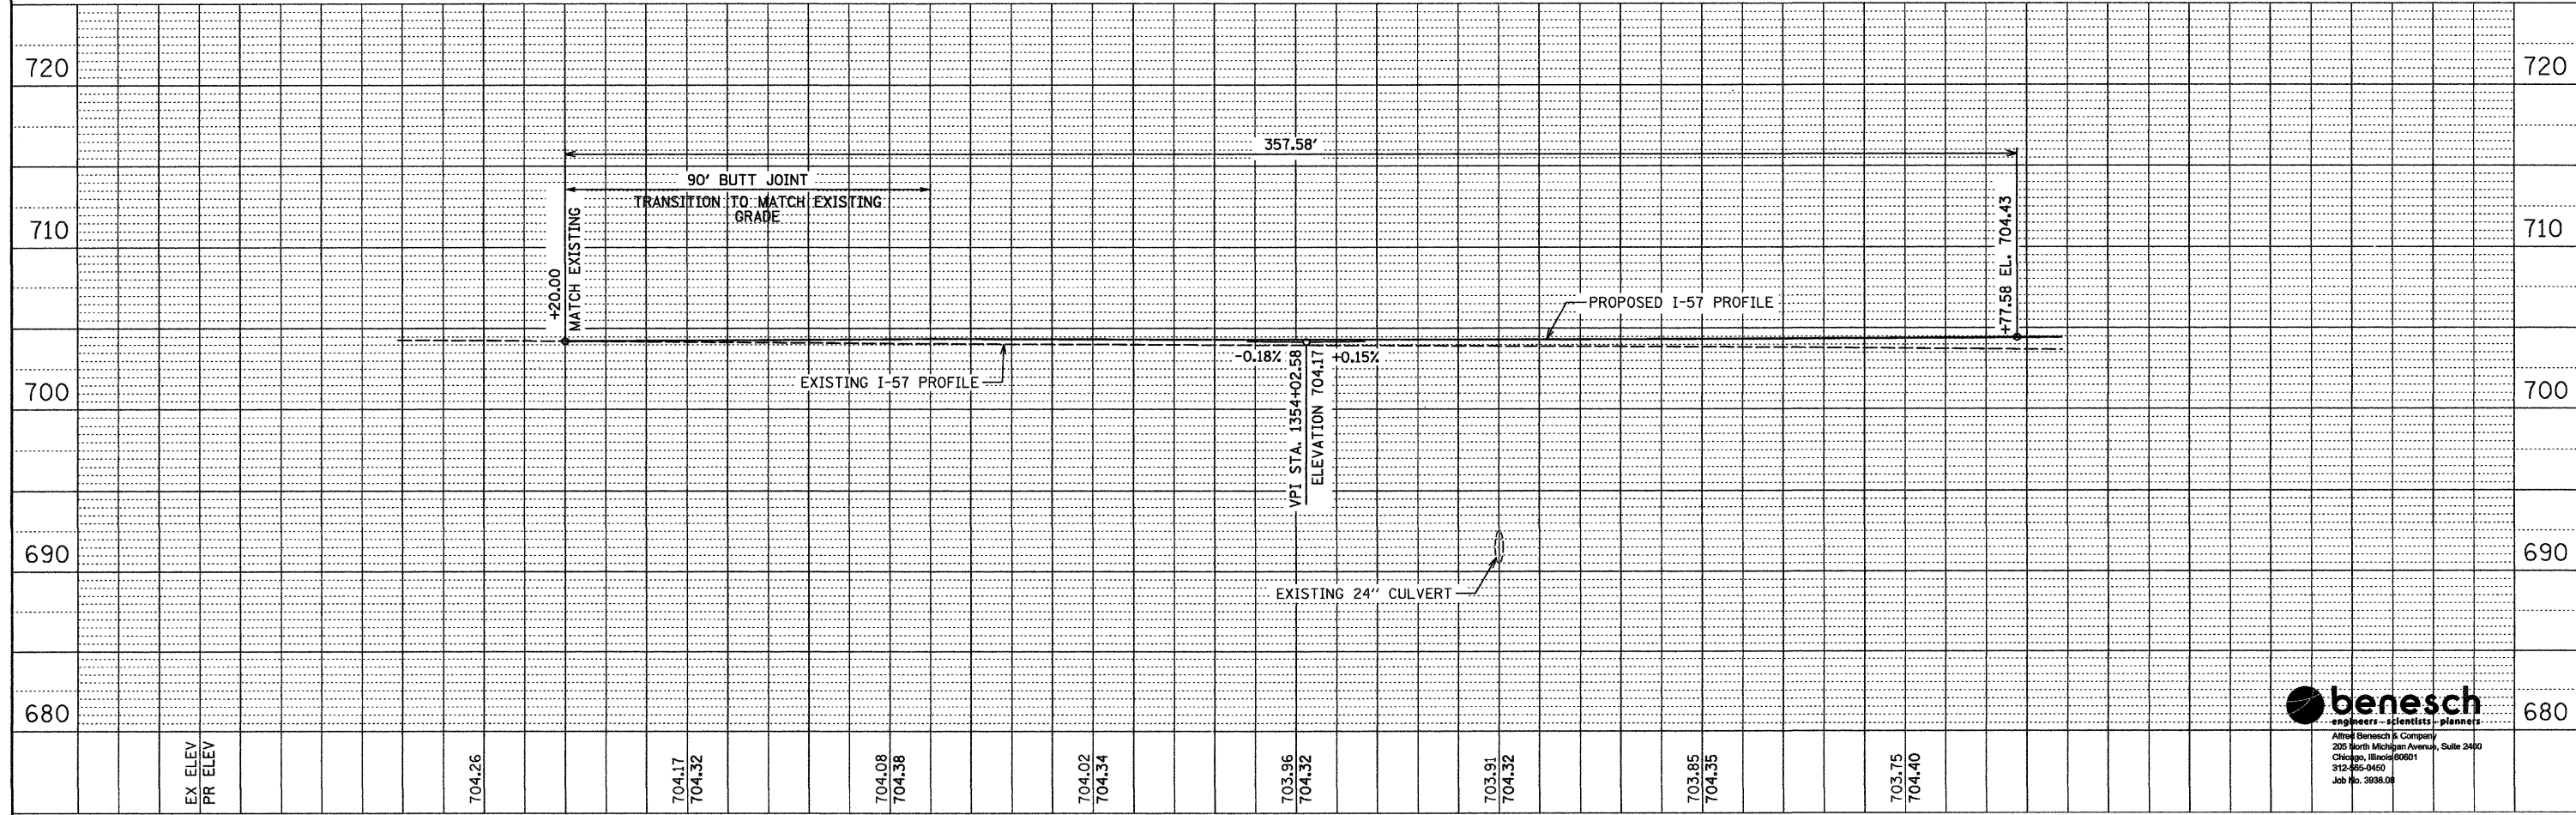 720
720
357.58'
90' BUTT JOINT
TRANSITION TO MATCH EXISTING
GRADE
710
710
+20.00
MATCH EXISTING
+77.58 EL. 704.43
PROPOSED I-57 PROFILE
-0.18%
+0.15%
EXISTING I-57 PROFILE
VPI STA. 1354+02.58
ELEVATION 704.17
700
700
690
690
EXISTING 24" CULVERT
680
680
EX ELEV
PR ELEV
704.26
704.17
704.32
704.08
704.38
704.02
704.34
703.96
704.32
703.91
704.32
703.85
704.35
703.75
704.40
benesch
engineers - scientists - planners
Alfred Benesch & Company
205 North Michigan Avenue, Suite 2400
Chicago, Illinois 60601
312-565-0450
Job No. 3938.08